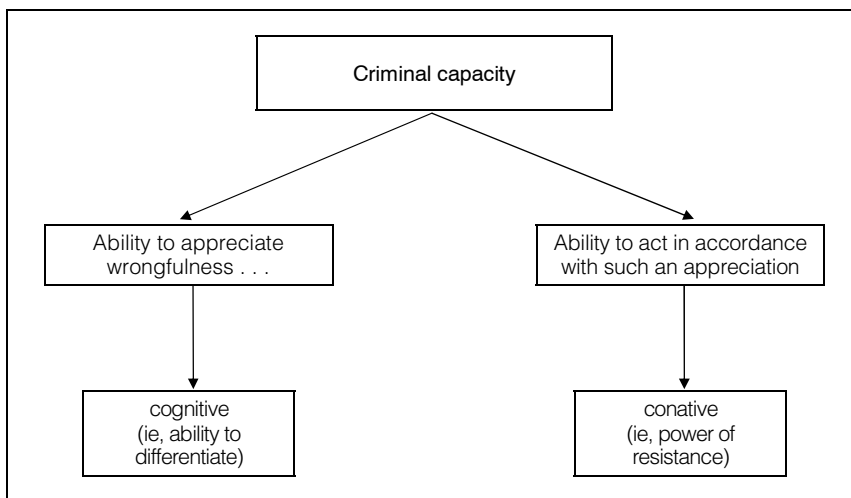 Criminal capacity
Ability to appreciate
wrongfulness . . .
Ability to act in accordance
with such an appreciation
cognitive
(ie, ability to
differentiate)
conative
(ie, power of
resistance)